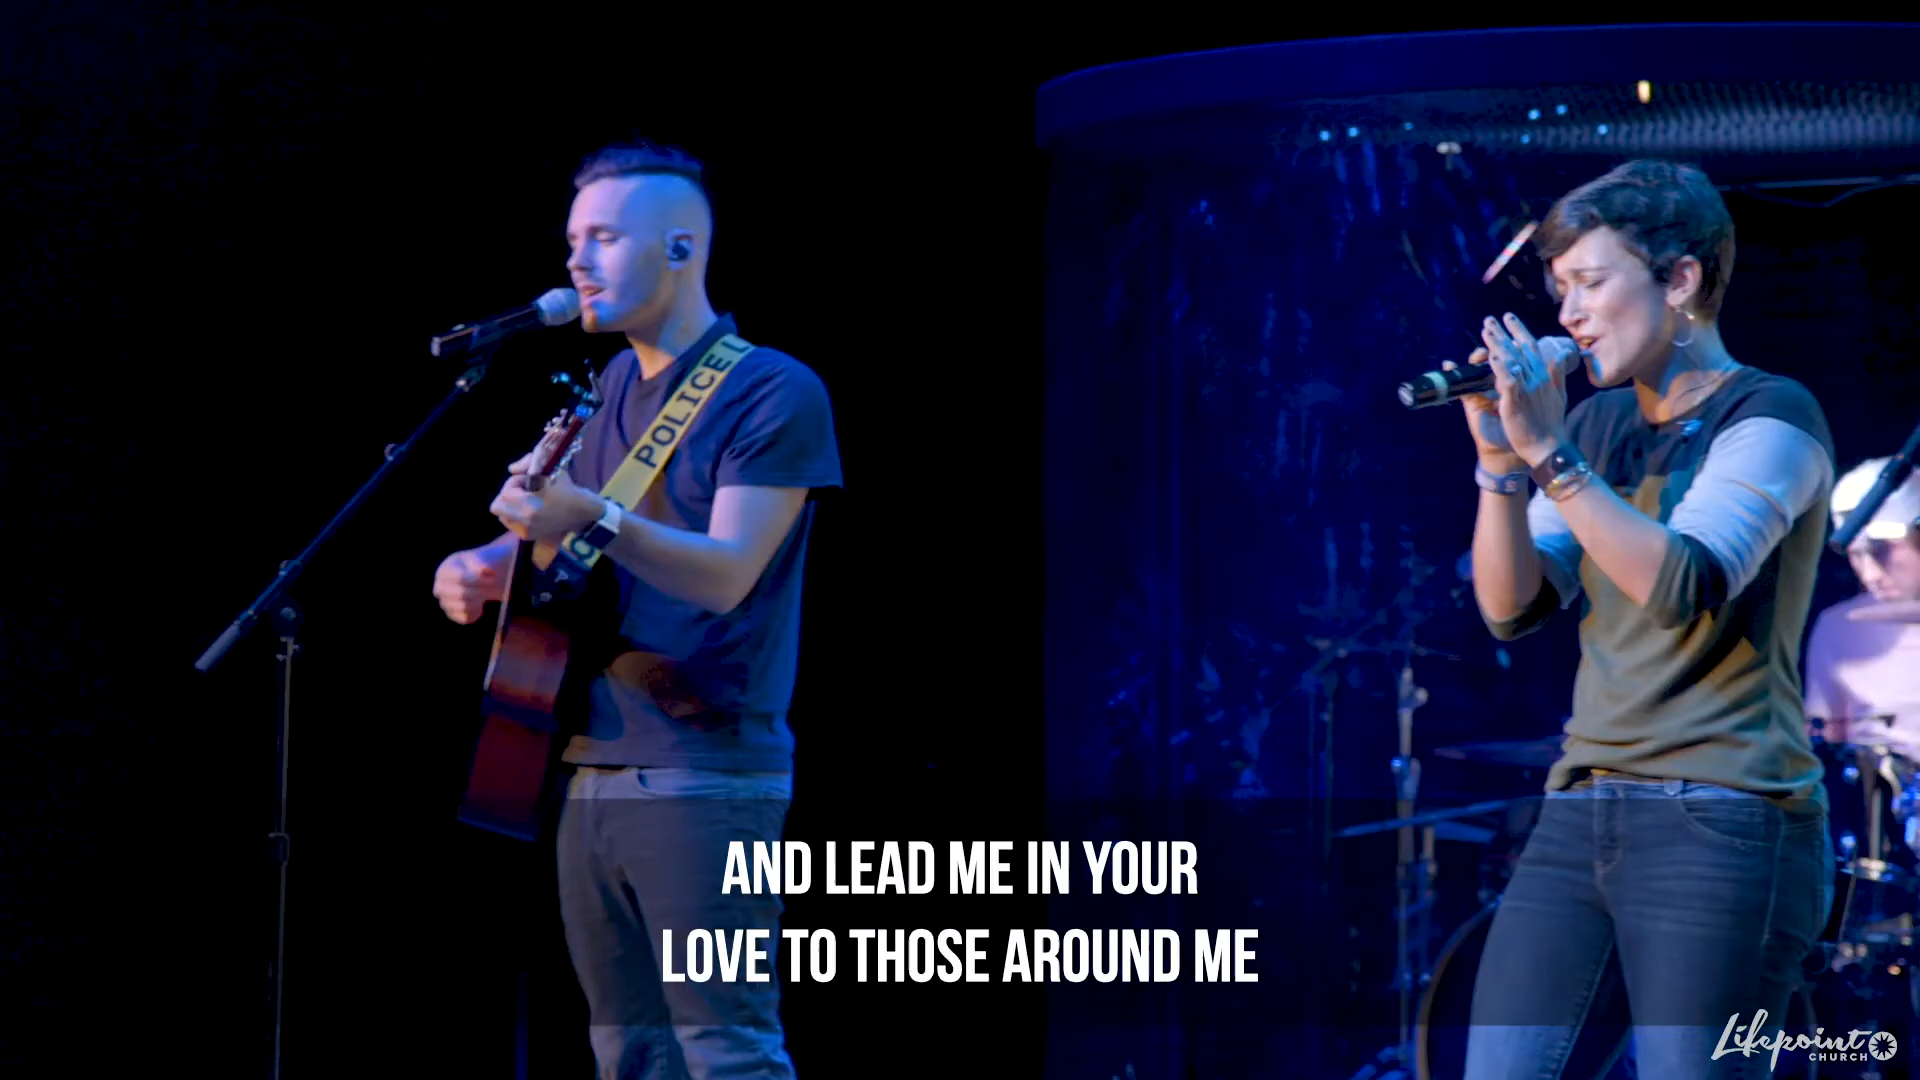 POLICE L
AND LEAD ME IN YOUR
LOVE TO THOSE AROUND ME
Lifepoint
CHURCH